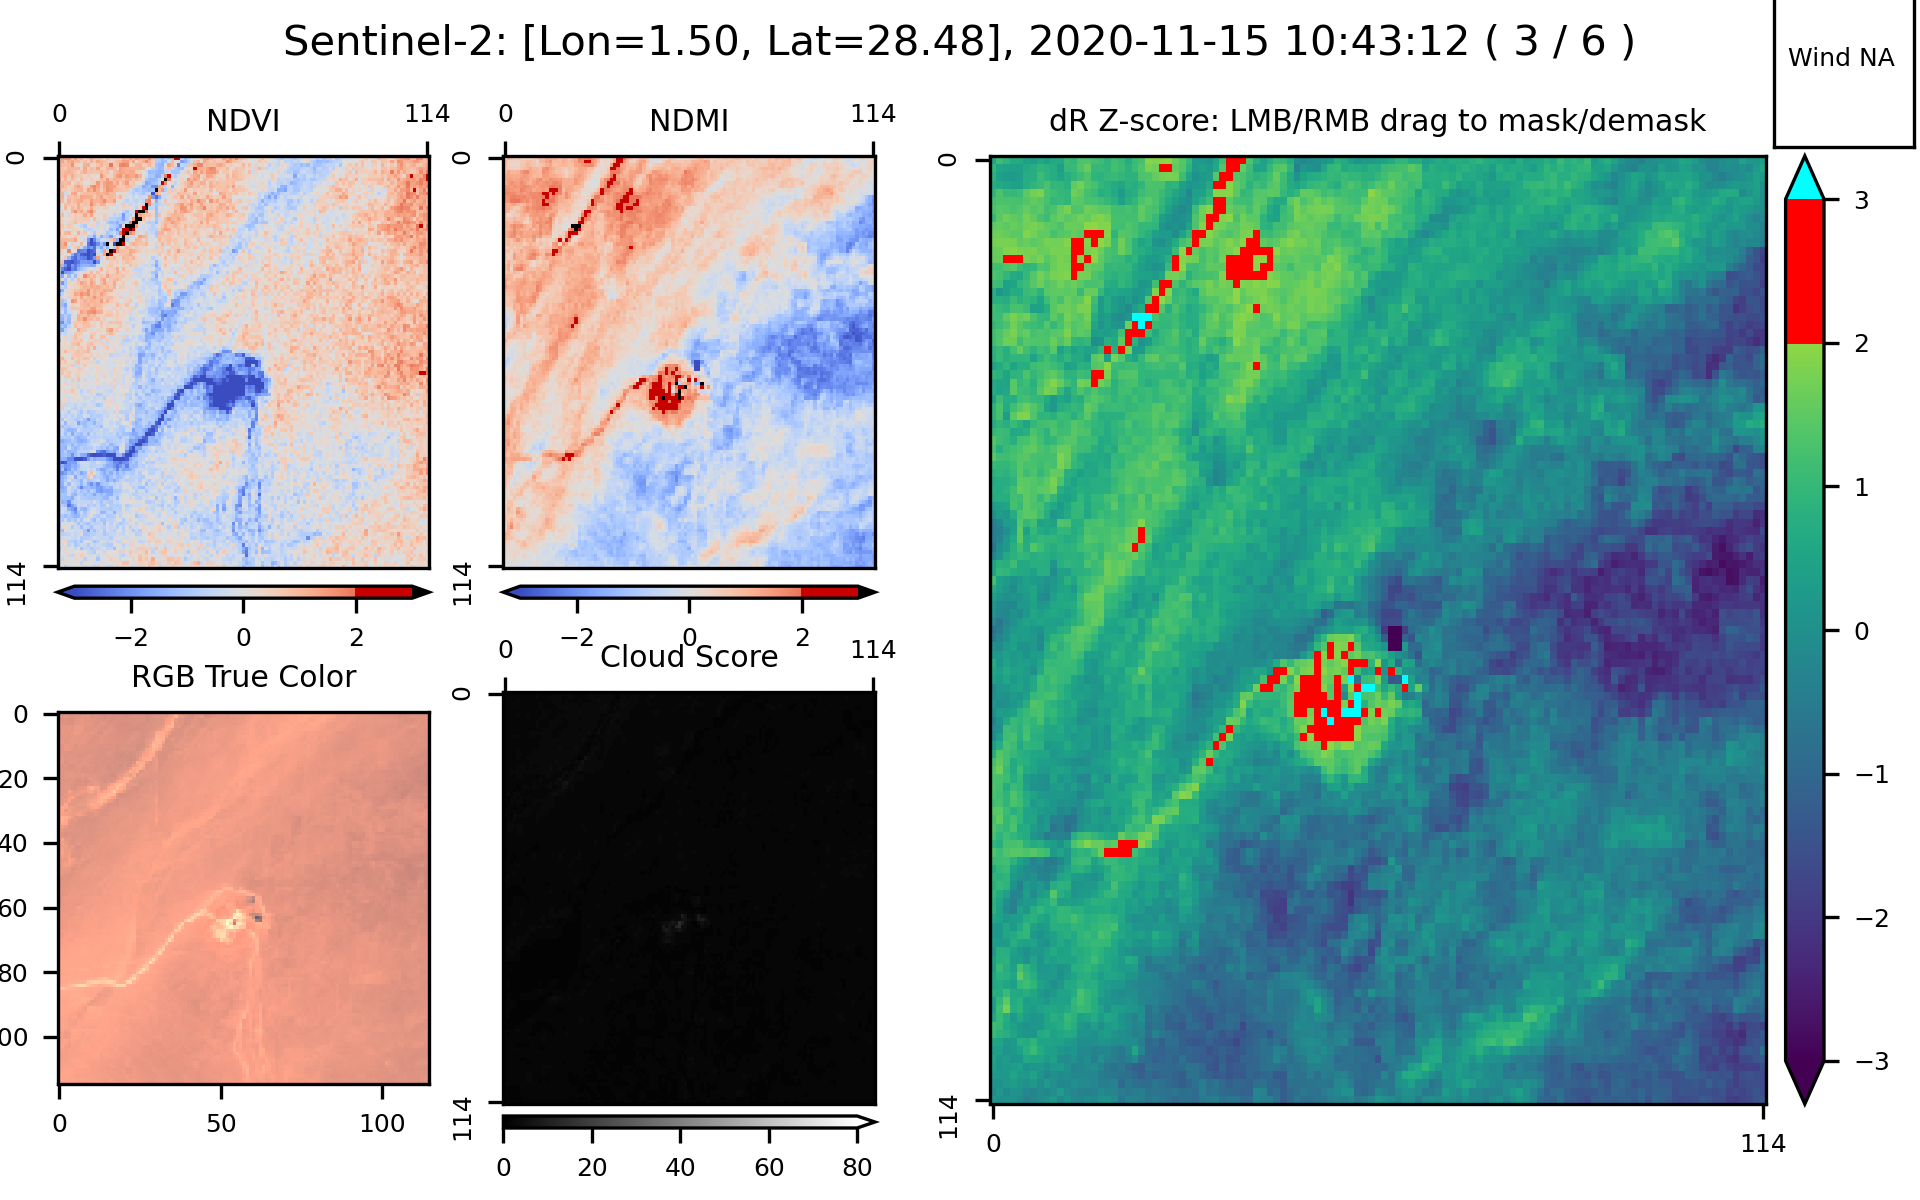 Sentinel-2: [Lon=1.50, Lat=28.48], 2020-11-15 10:43:12 ( 3 / 6 )
Wind NA
NDVI
0 114
0
114
−2 0 2
NDMI
0 114
0
114
−2 0 2
dR Z-score: LMB/RMB drag to mask/demask
0
114
0 114
3
2
1
0
−1
−2
−3
RGB True Color
0
20
40
60
80
00
0 50 100
Cloud Score
0 114
0
114
0 20 40 60 80